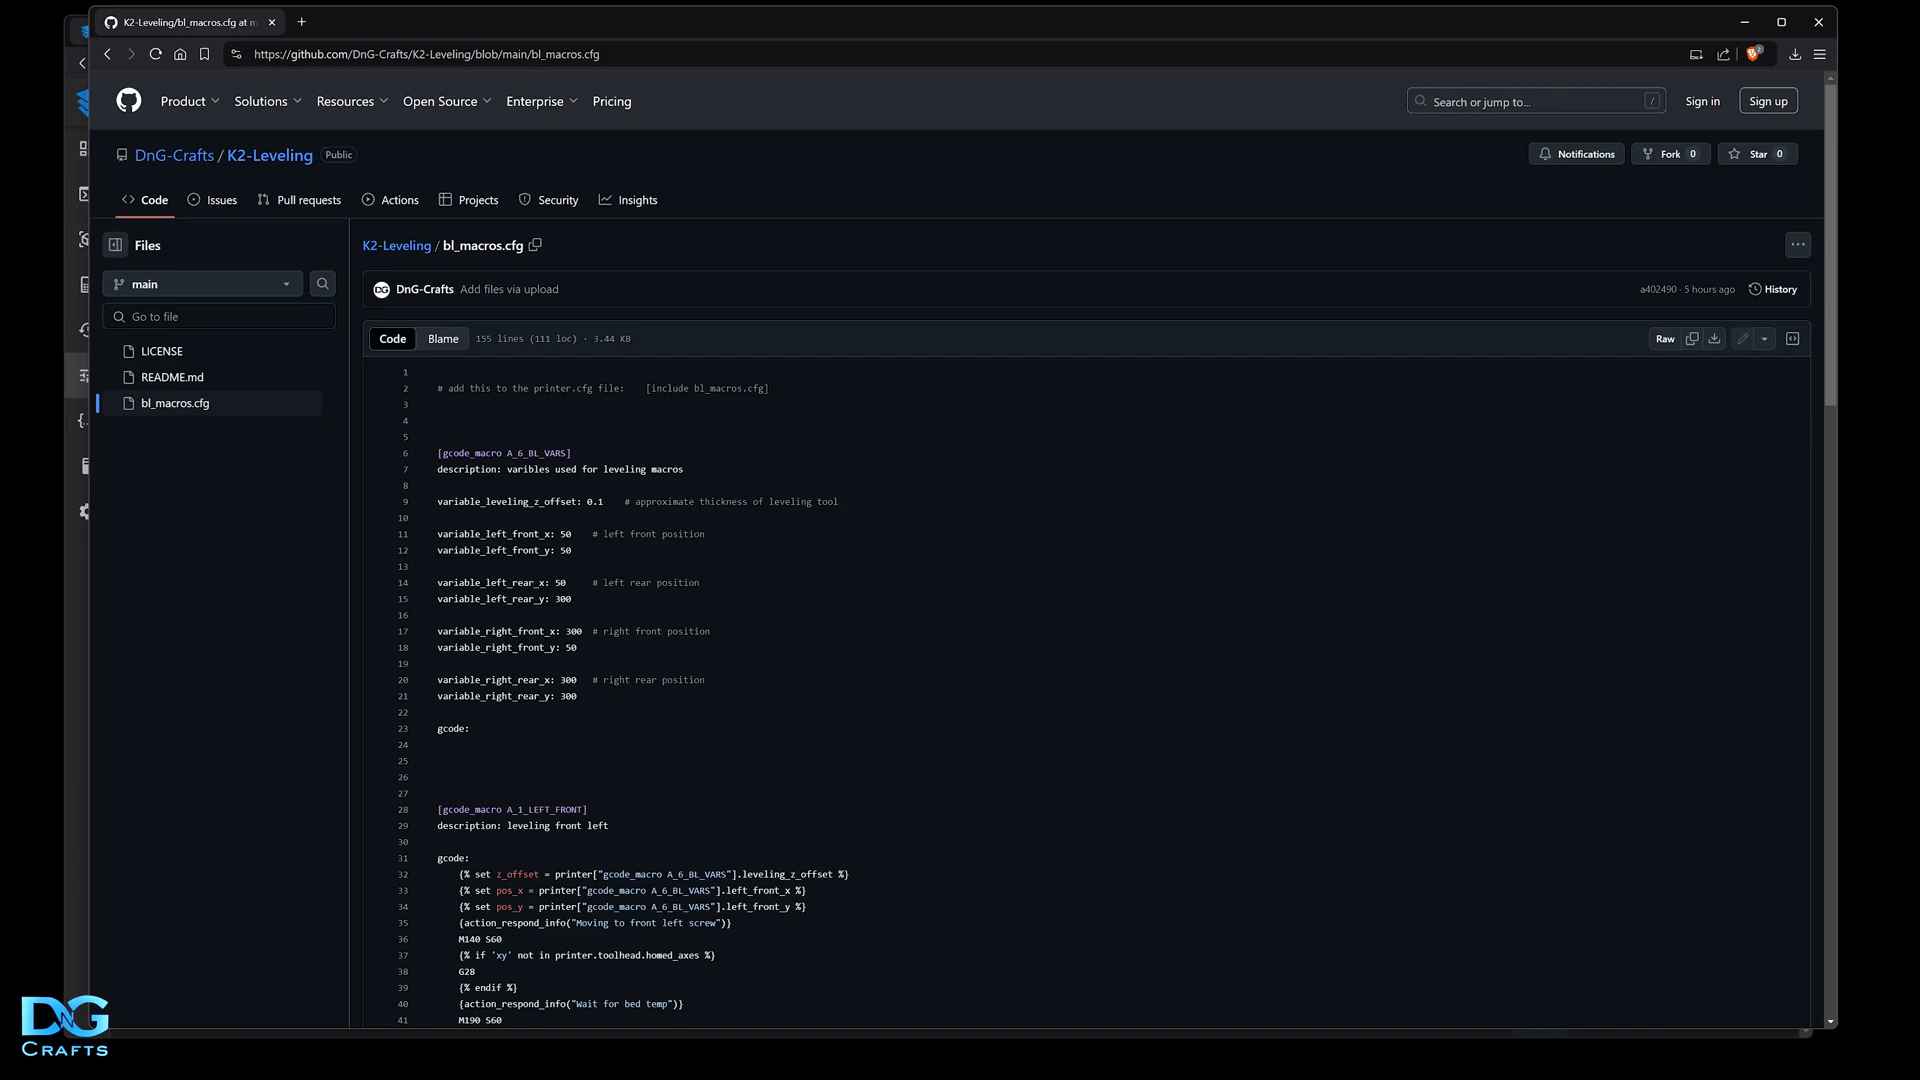 K2-Leveling/bl_macros.cfg at m
https://github.com/DnG-Crafts/K2-Leveling/blob/main/bl_macros.cfg
2
Product Solutions Resources Open Source Enterprise Pricing
Search or jump to... /
Sign in
Sign up
DnG-Crafts / K2-Leveling Public
Notifications Fork 0 Star 0
Code Issues Pull requests Actions Projects Security Insights
Files
main
Go to file
LICENSE
README.md
bl_macros.cfg
K2-Leveling / bl_macros.cfg
DnG-Crafts Add files via upload
a402490 · 5 hours ago History
Code Blame 155 lines (111 loc) · 3.44 KB
Raw
1
2 # add this to the printer.cfg file: [include bl_macros.cfg]
3
4
5
6 [gcode_macro A_6_BL_VARS]
7 description: varibles used for leveling macros
8
9 variable_leveling_z_offset: 0.1 # approximate thickness of leveling tool
10
11 variable_left_front_x: 50 # left front position
12 variable_left_front_y: 50
13
14 variable_left_rear_x: 50 # left rear position
15 variable_left_rear_y: 300
16
17 variable_right_front_x: 300 # right front position
18 variable_right_front_y: 50
19
20 variable_right_rear_x: 300 # right rear position
21 variable_right_rear_y: 300
22
23 gcode:
24
25
26
27
28 [gcode_macro A_1_LEFT_FRONT]
29 description: leveling front left
30
31 gcode:
32 {% set z_offset = printer["gcode_macro A_6_BL_VARS"].leveling_z_offset %}
33 {% set pos_x = printer["gcode_macro A_6_BL_VARS"].left_front_x %}
34 {% set pos_y = printer["gcode_macro A_6_BL_VARS"].left_front_y %}
35 {action_respond_info("Moving to front left screw")}
36 M140 S60
37 {% if 'xy' not in printer.toolhead.homed_axes %}
38 G28
39 {% endif %}
40 {action_respond_info("Wait for bed temp")}
41 M190 S60
DnG
CRAFTS